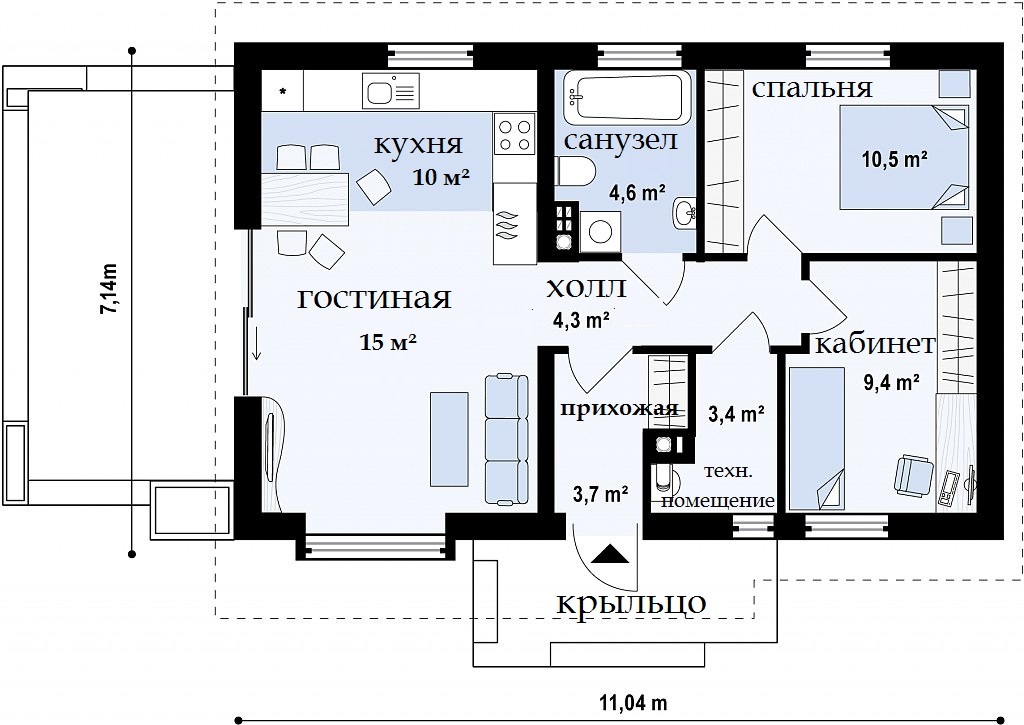 спальня
кухня
10 м²
санузел
4,6 m²
10,5 m²
7,14m
гостиная
15 м²
холл
4,3 m²
кабинет
9,4 m²
прихожая
3,7 m²
3,4 m²
техн.
помещение
крыльцо
11,04 m